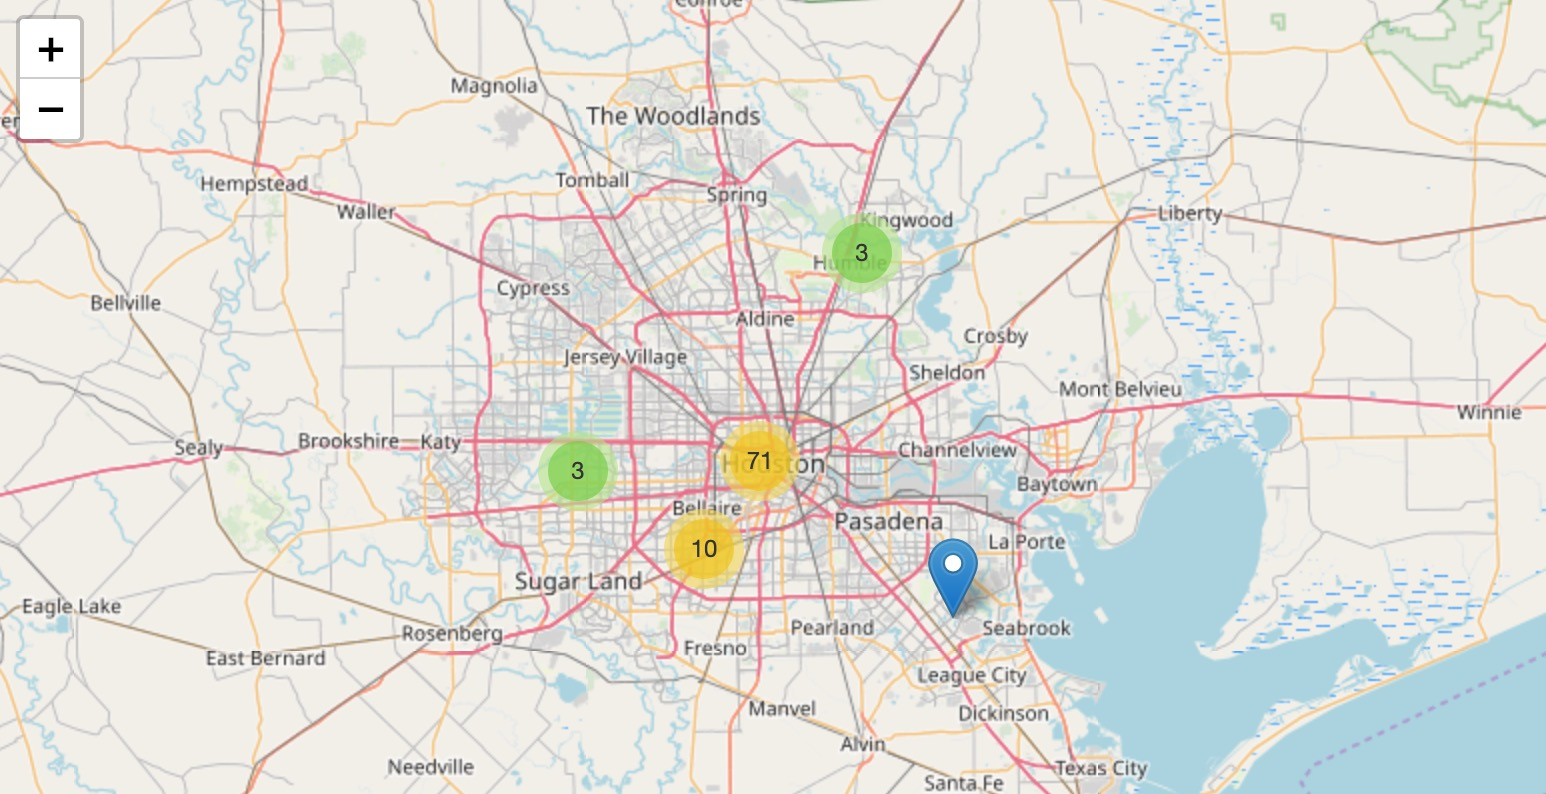 Conroe
+
Magnolia
−
The Woodlands
Tomball
Hempstead
Spring
Waller
Kingwood
Liberty
3
Humble
Cypress
Bellville
Aldine
Crosby
Jersey Village
Sheldon
Mont Belvieu
Winnie
Sealy
Brookshire
Katy
Channelview
71
Houston
3
Baytown
Bellaire
Pasadena
La Porte
10
Sugar Land
Eagle Lake
Rosenberg
Pearland
Seabrook
Fresno
East Bernard
League City
Manvel
Dickinson
Alvin
Needville
Texas City
Santa Fe